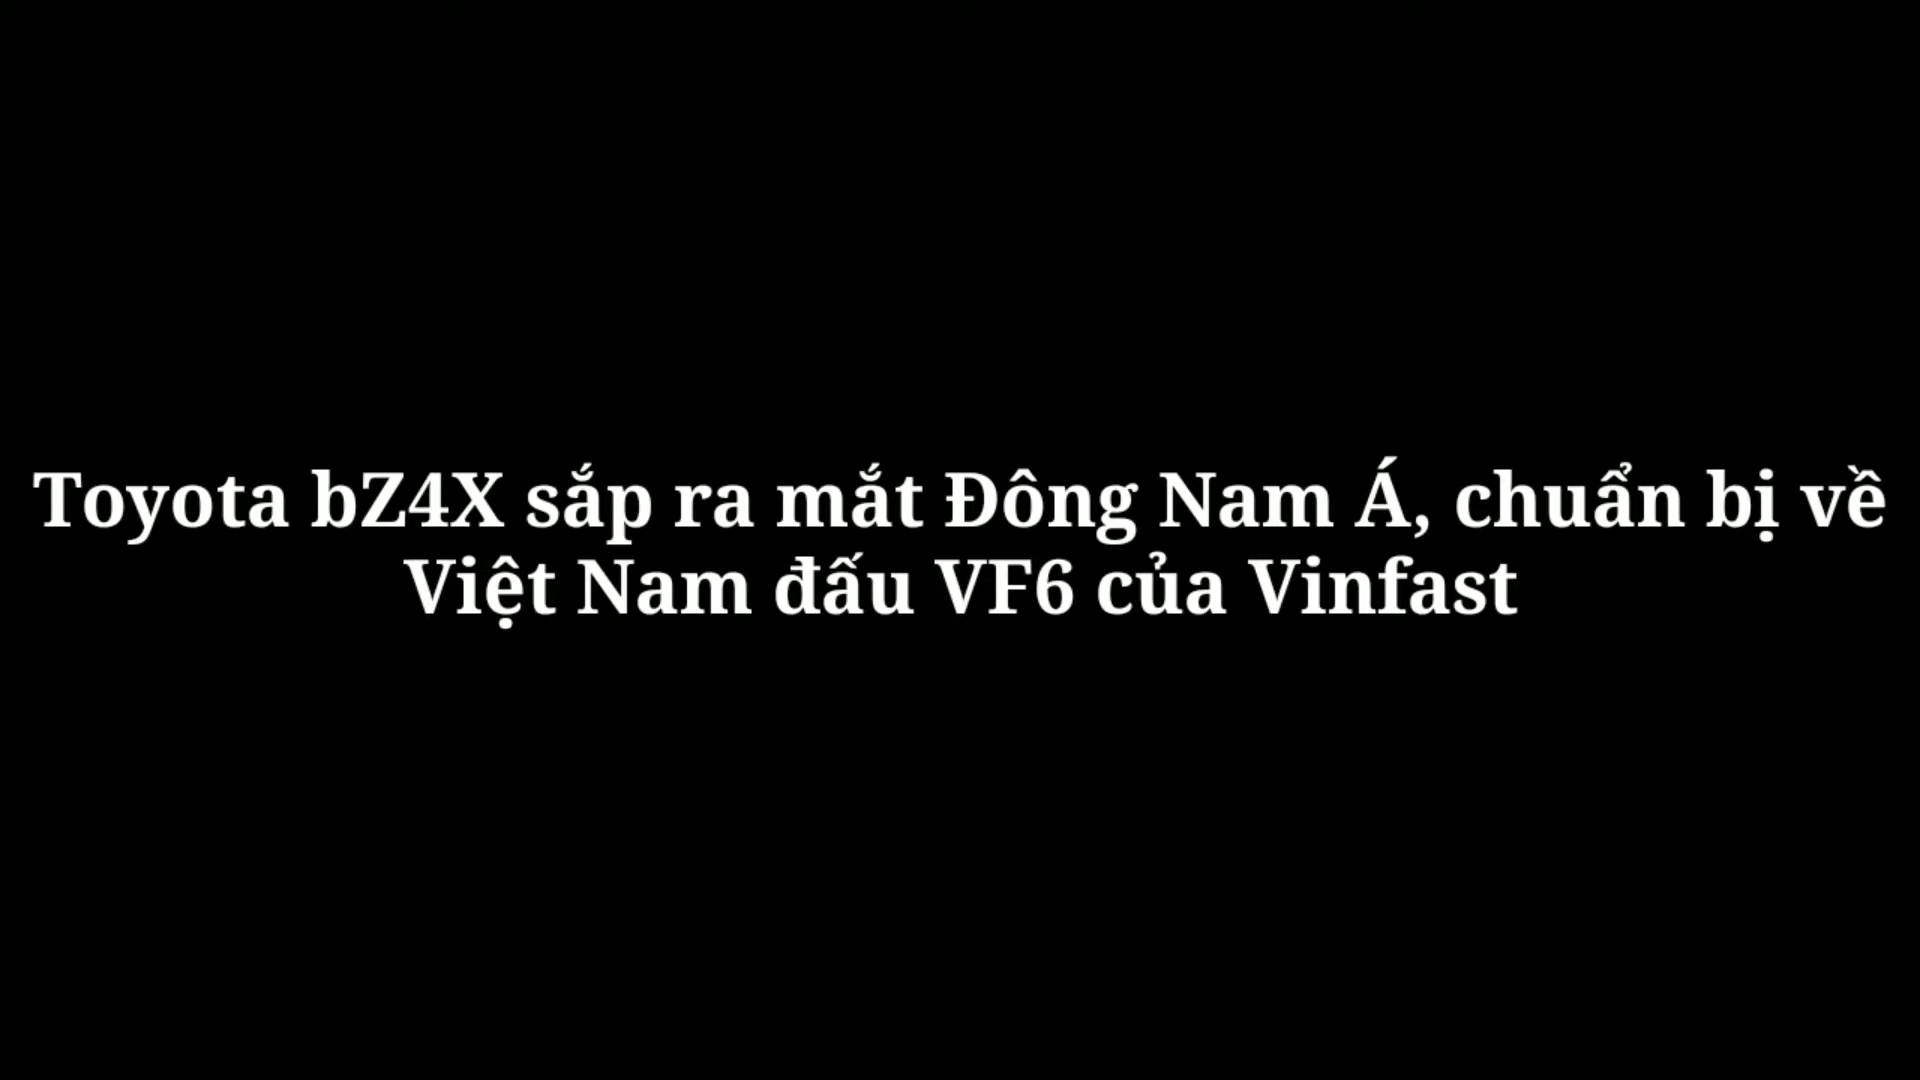 Toyota bZ4X sắp ra mắt Đông Nam Á, chuẩn bị về
Việt Nam đấu VF6 của Vinfast